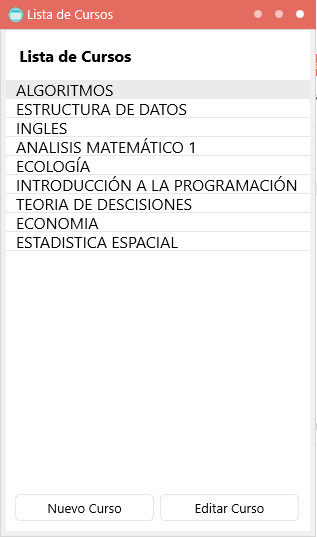 Lista de Cursos
Lista de Cursos
ALGORITMOS
ESTRUCTURA DE DATOS
INGLES
ANALISIS MATEMÁTICO 1
ECOLOGÍA
INTRODUCCIÓN A LA PROGRAMACIÓN
TEORIA DE DESCISIONES
ECONOMIA
ESTADISTICA ESPACIAL
Nuevo Curso
Editar Curso